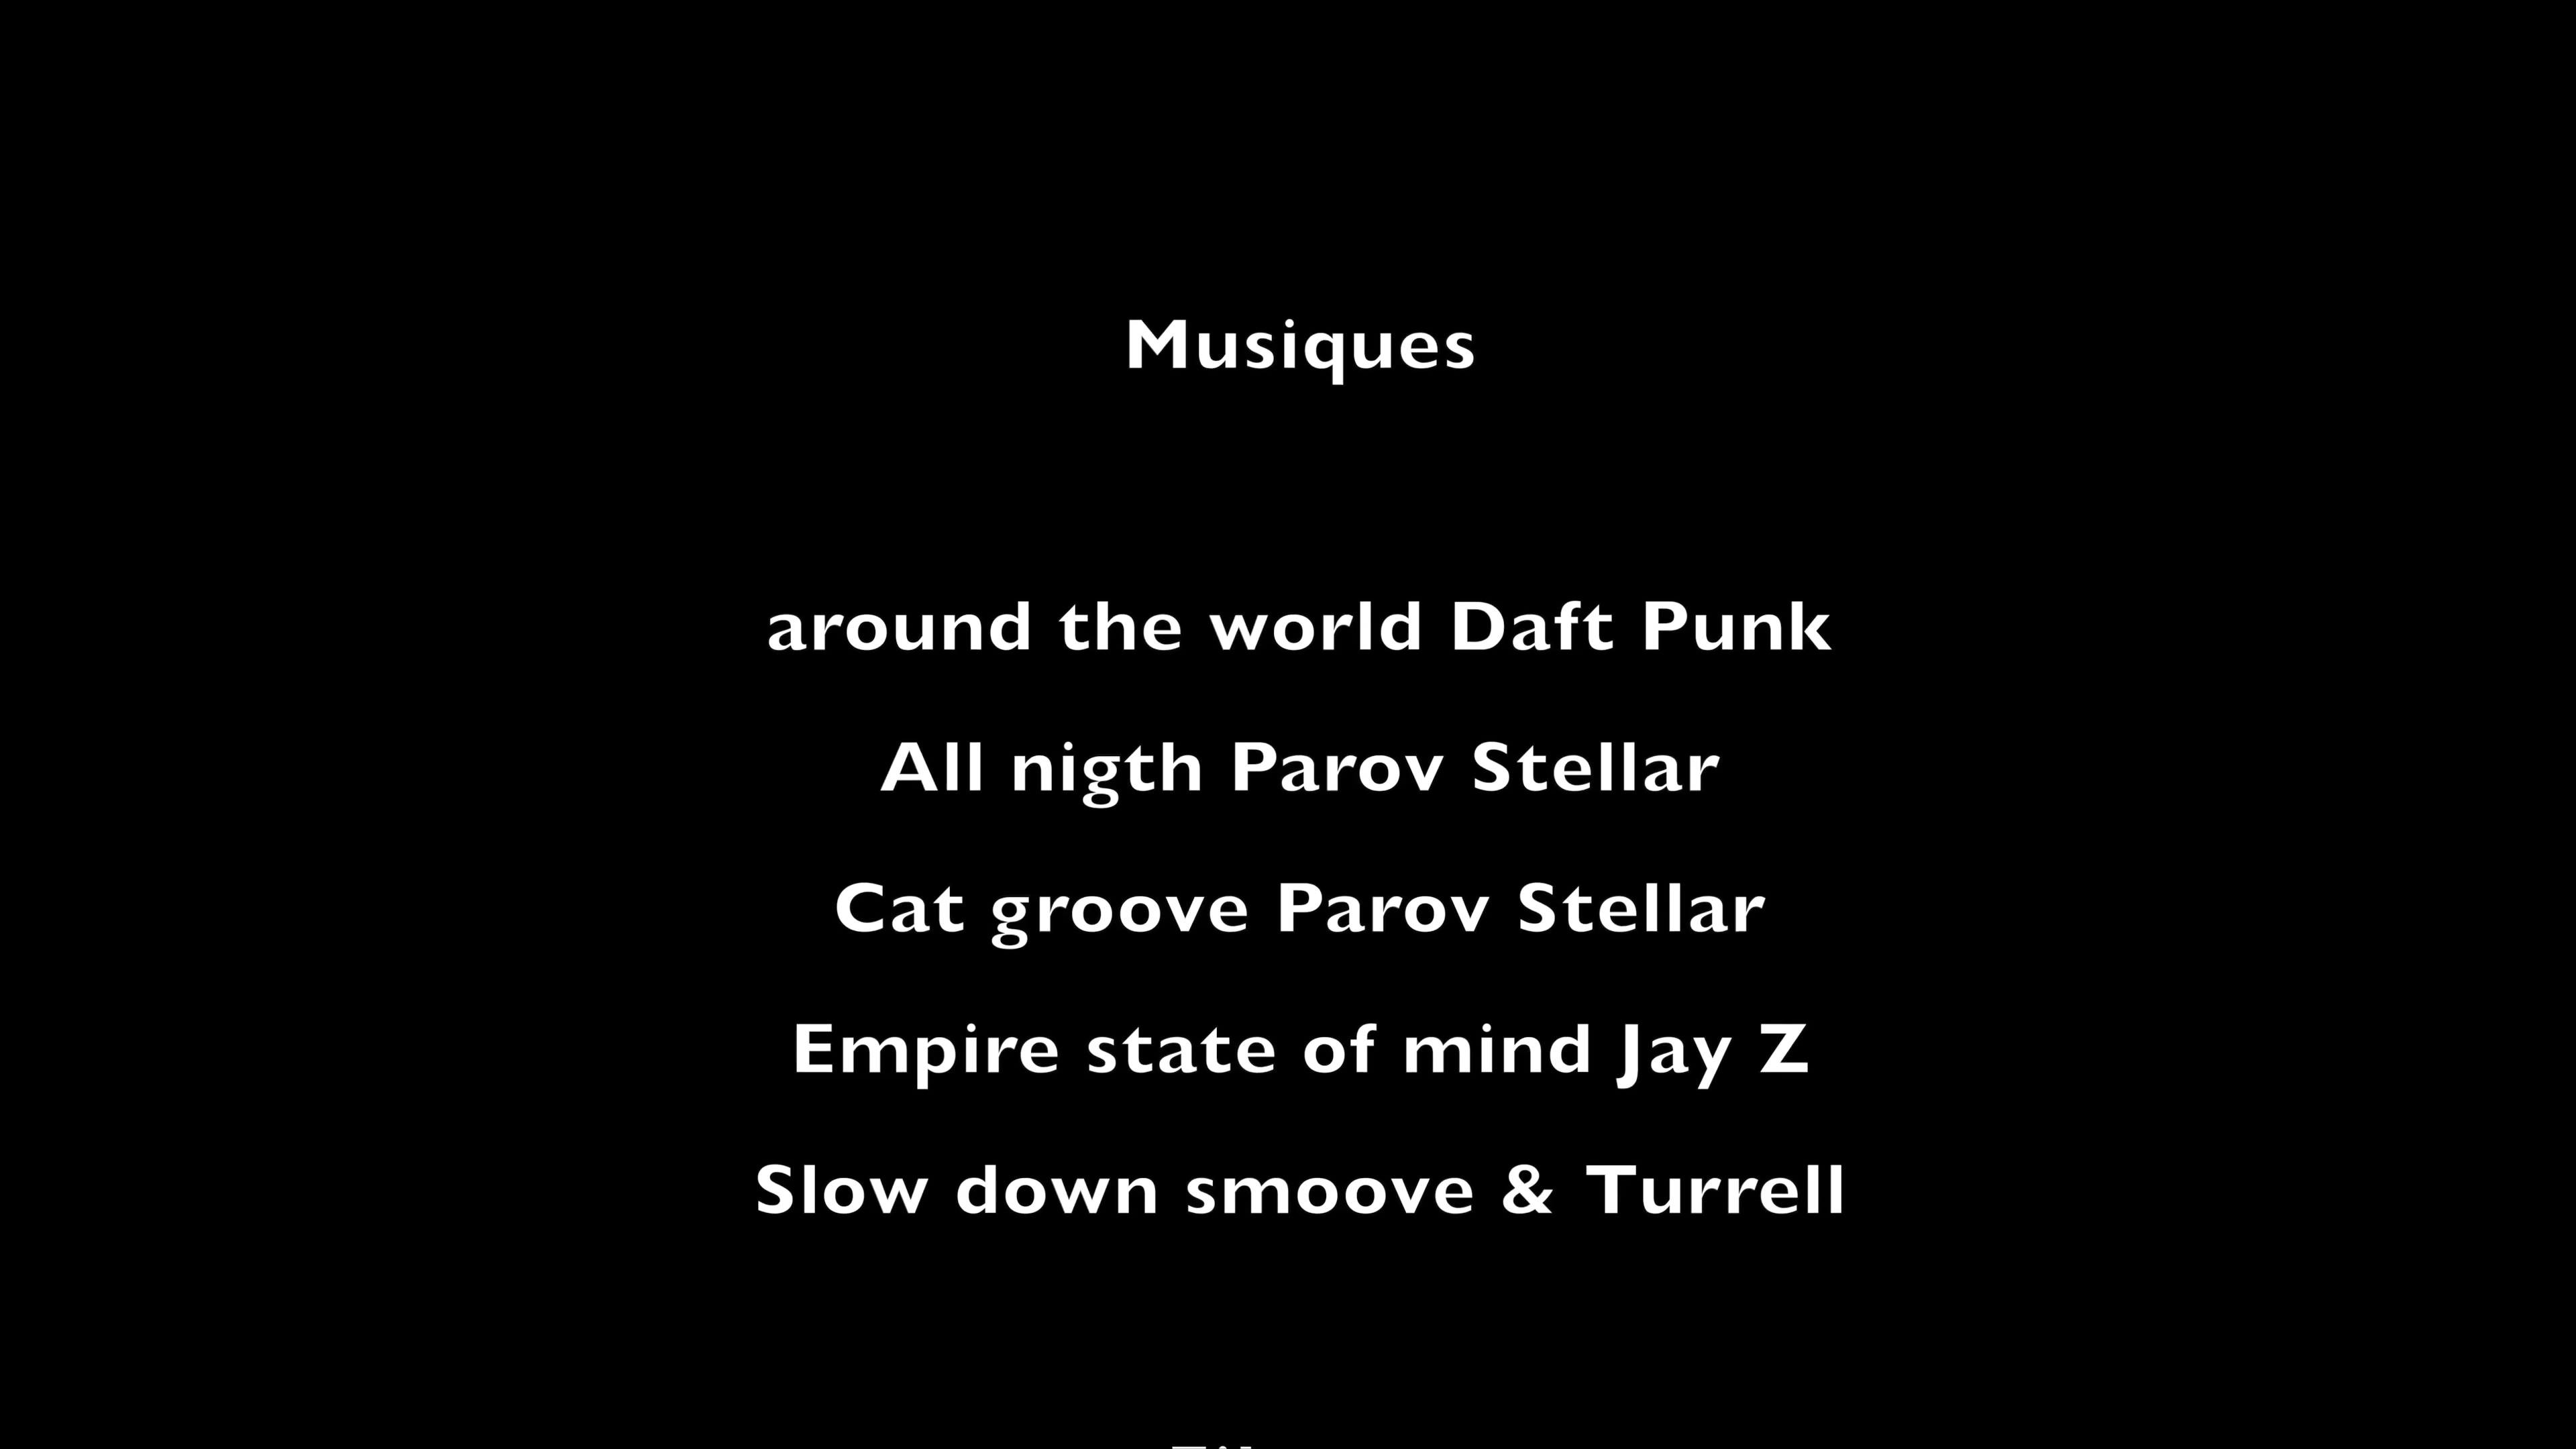 Musiques
around the world Daft Punk
All nigth Parov Stellar
Cat groove Parov Stellar
Empire state of mind Jay Z
Slow down smoove & Turrell